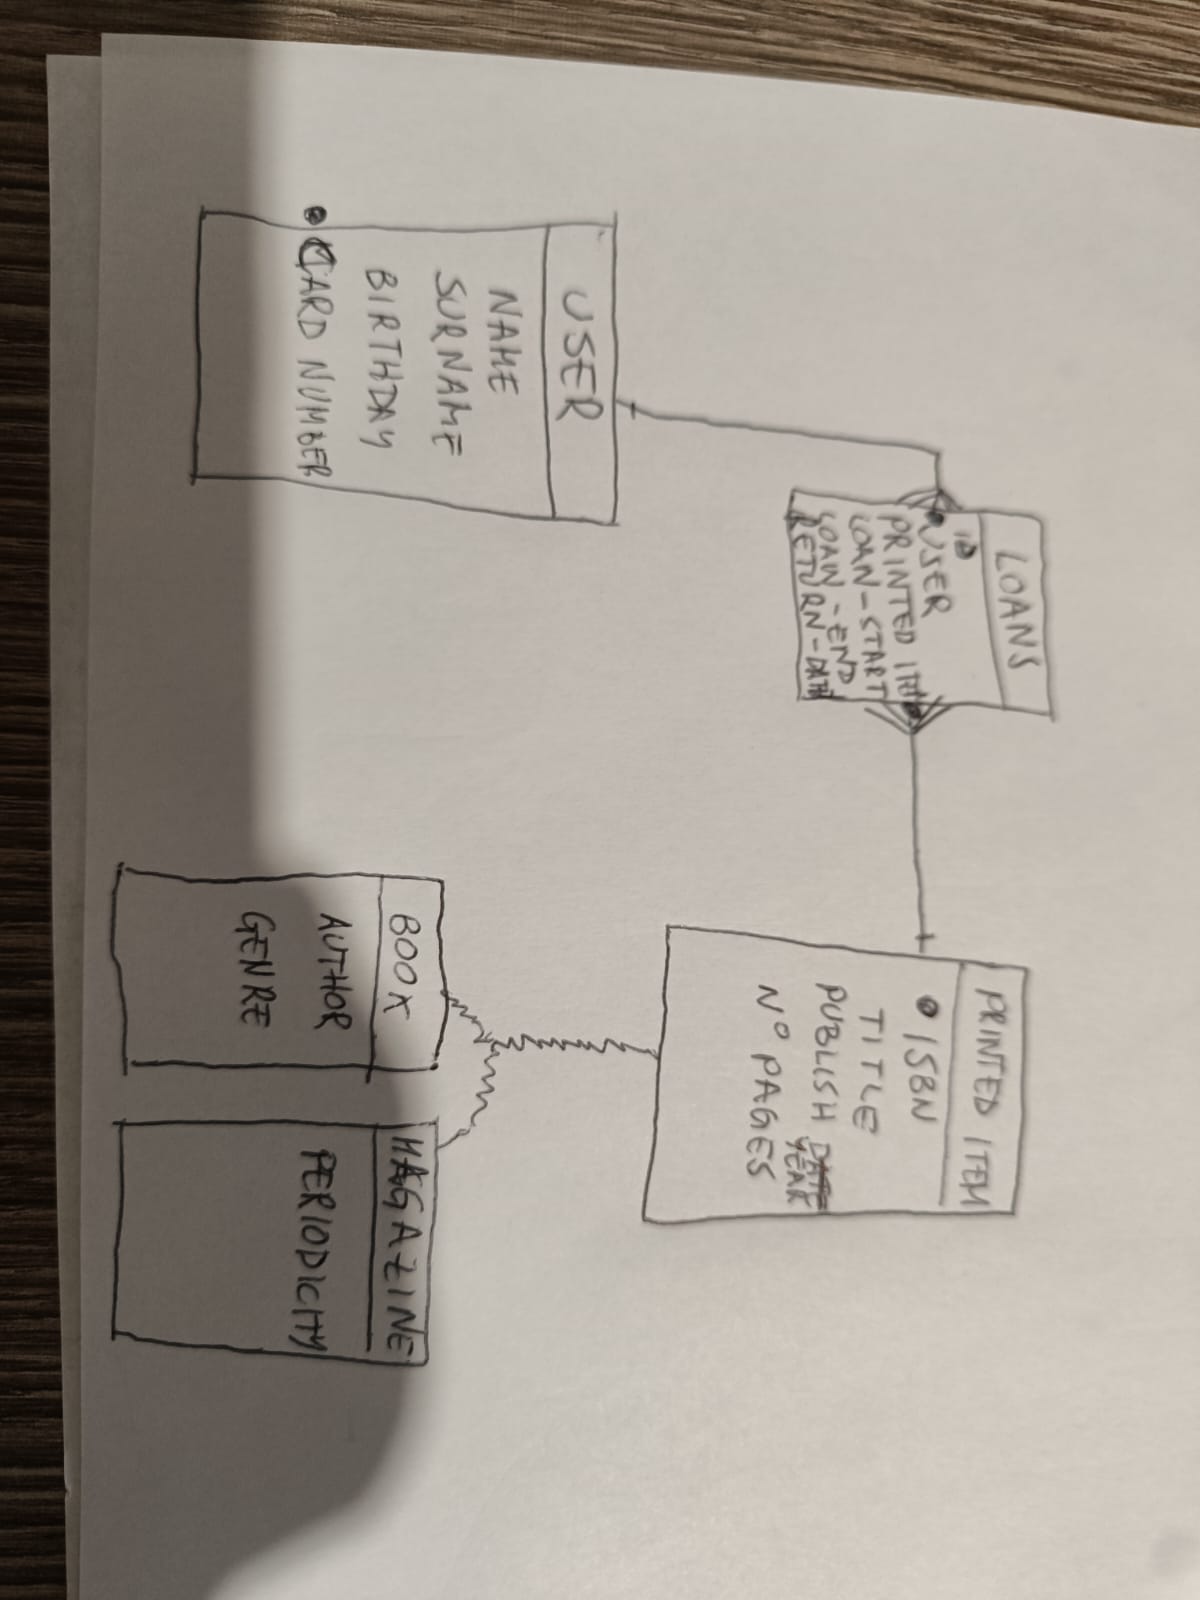 USER
NAME
SURNAME
BIRTHDAY
CARD NUMBER
LOANS
ID
USER
PRINTED ITEM
LOAN-START
LOAN-END
RETURN-DATE
PRINTED ITEM
ISBN
TITLE
PUBLISH DATE
YEAR
N° PAGES
BOOK
AUTHOR
GENRE
MAGAZINE
PERIODICITY